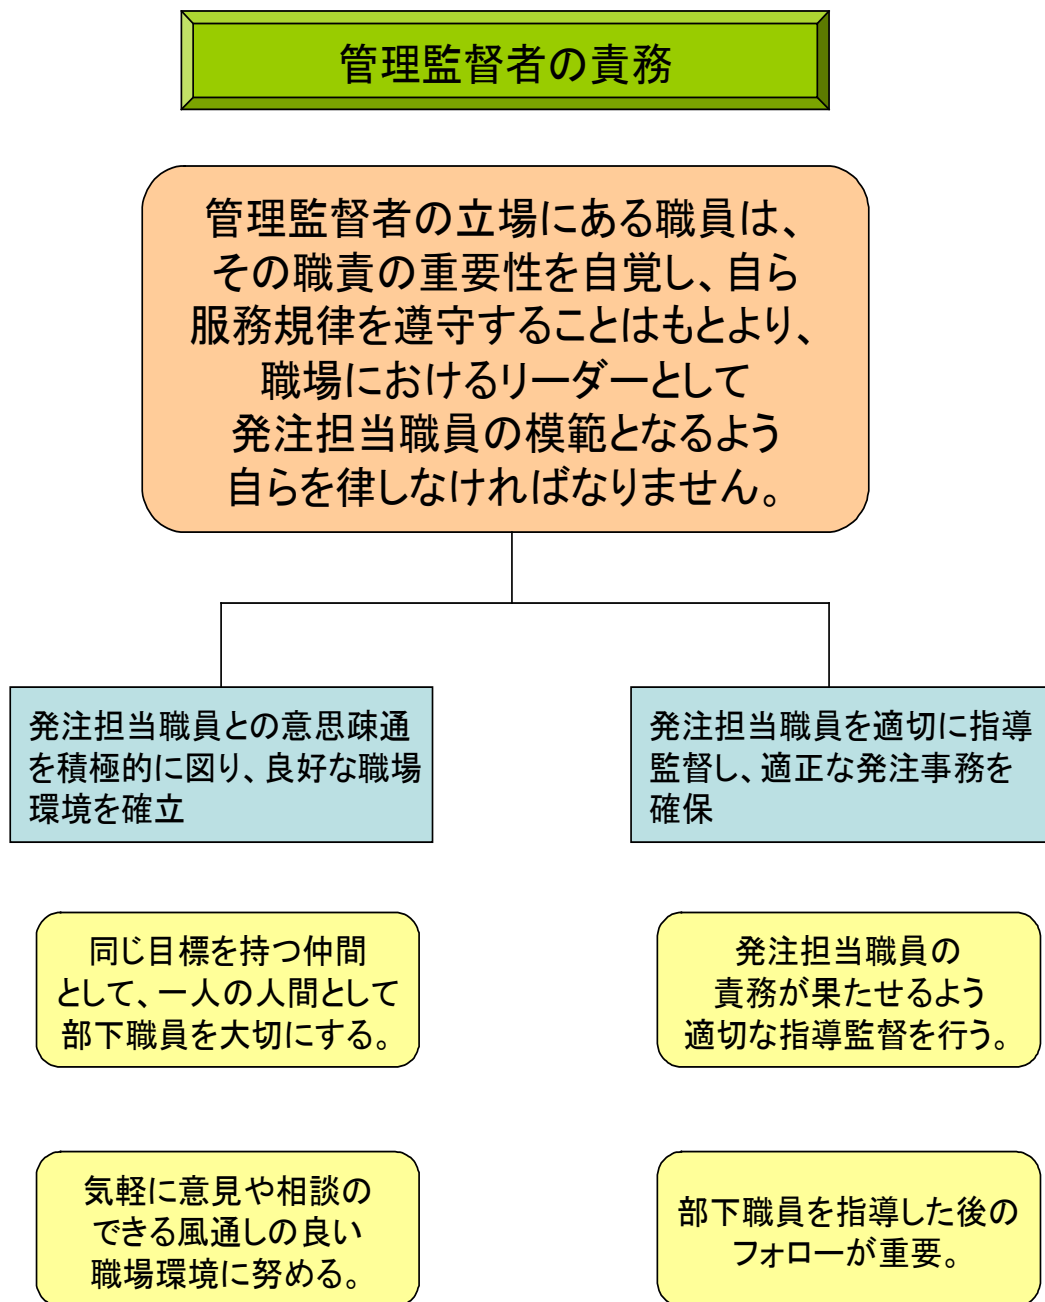 管理監督者の責務
管理監督者の立場にある職員は、
その職責の重要性を自覚し、自ら
服務規律を遵守することはもとより、
職場におけるリーダーとして
発注担当職員の模範となるよう
自らを律しなければなりません。
発注担当職員との意思疎通
を積極的に図り、良好な職場
環境を確立
発注担当職員を適切に指導
監督し、適正な発注事務を
確保
同じ目標を持つ仲間
として、一人の人間として
部下職員を大切にする。
発注担当職員の
責務が果たせるよう
適切な指導監督を行う。
気軽に意見や相談の
できる風通しの良い
職場環境に努める。
部下職員を指導した後の
フォローが重要。